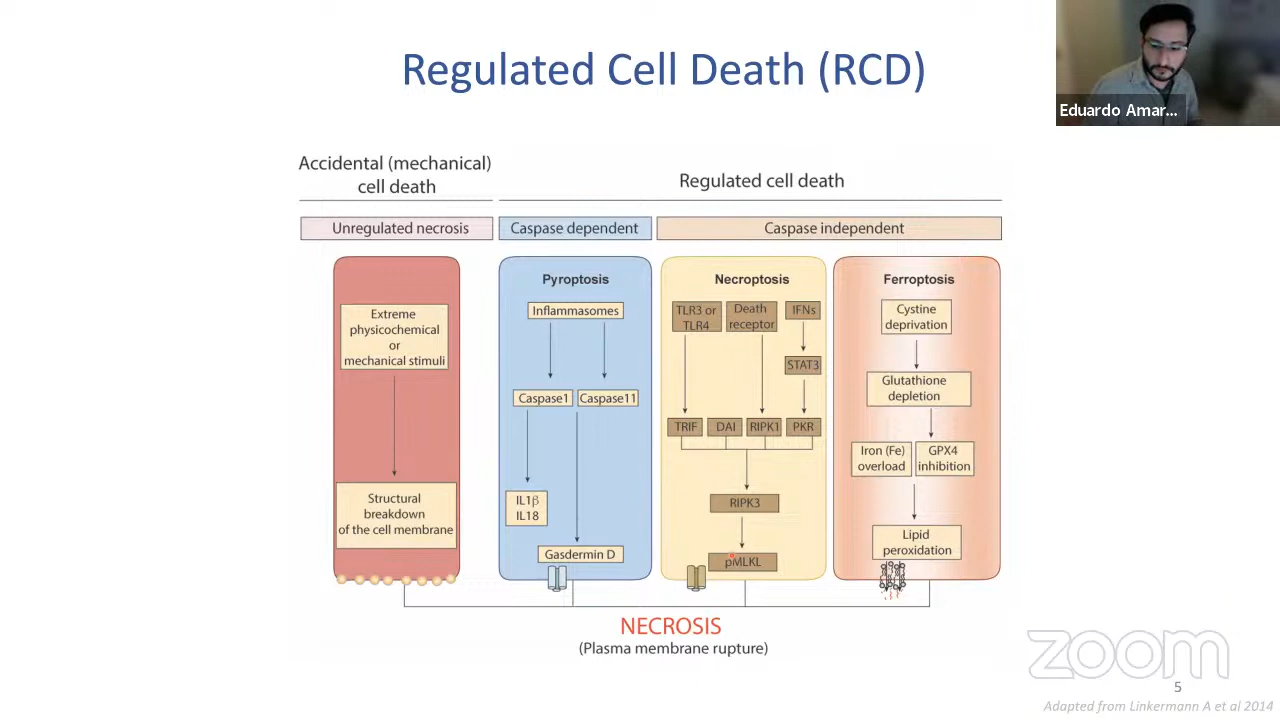 Regulated Cell Death (RCD)
Eduardo Amar...
Accidental (mechanical)
cell death
Regulated cell death
Unregulated necrosis
Caspase dependent
Caspase independent
Extreme
physicochemical
or
mechanical stimuli
Structural
breakdown
of the cell membrane
Pyroptosis
Inflammasomes
Caspase1
Caspase11
IL1β
IL18
Gasdermin D
Necroptosis
TLR3 or
TLR4
Death
receptor
IFNs
STAT3
TRIF
DAI
RIPK1
PKR
RIPK3
pMLKL
Ferroptosis
Cystine
deprivation
Glutathione
depletion
Iron (Fe)
overload
GPX4
inhibition
Lipid
peroxidation
NECROSIS
(Plasma membrane rupture)
zoom
5
Adapted from Linkermann A et al 2014